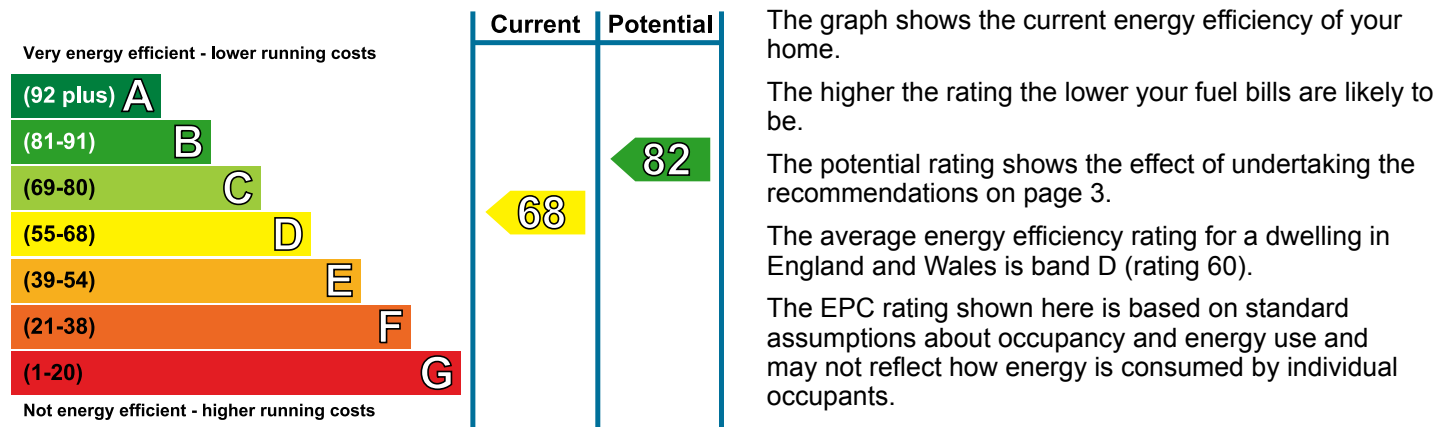 Current Potential
Very energy efficient - lower running costs
(92 plus) A
(81-91) B
(69-80) C
(55-68) D
(39-54) E
(21-38) F
(1-20) G
Not energy efficient - higher running costs
68
82
The graph shows the current energy efficiency of your
home.
The higher the rating the lower your fuel bills are likely to
be.
The potential rating shows the effect of undertaking the
recommendations on page 3.
The average energy efficiency rating for a dwelling in
England and Wales is band D (rating 60).
The EPC rating shown here is based on standard
assumptions about occupancy and energy use and
may not reflect how energy is consumed by individual
occupants.